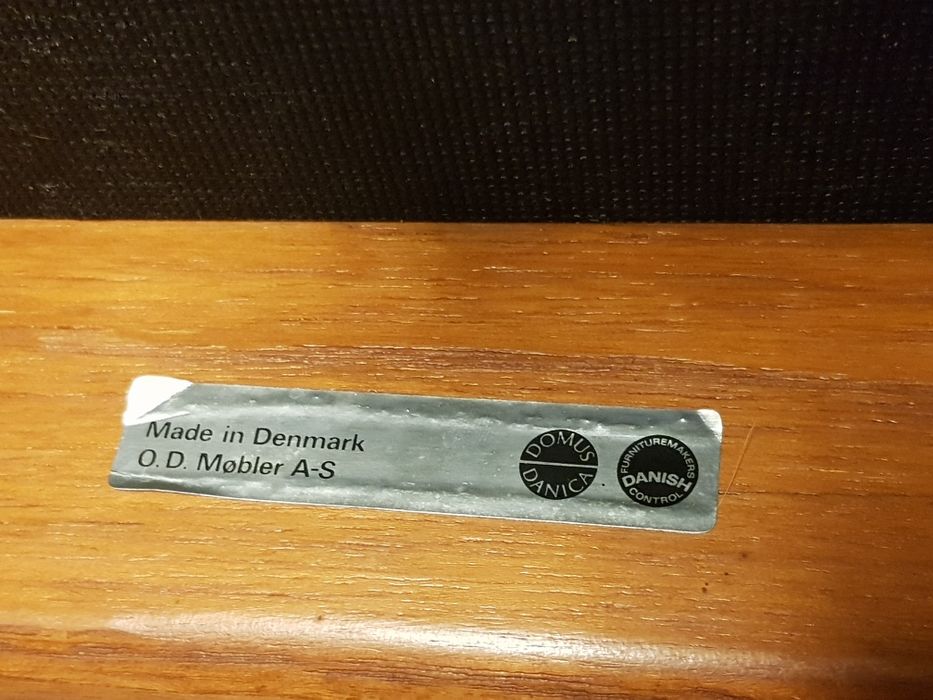 Made in Denmark
O.D. Møbler A-S
DOMUS
DANICA
FURNITUREMAKERS
DANISH
CONTROL